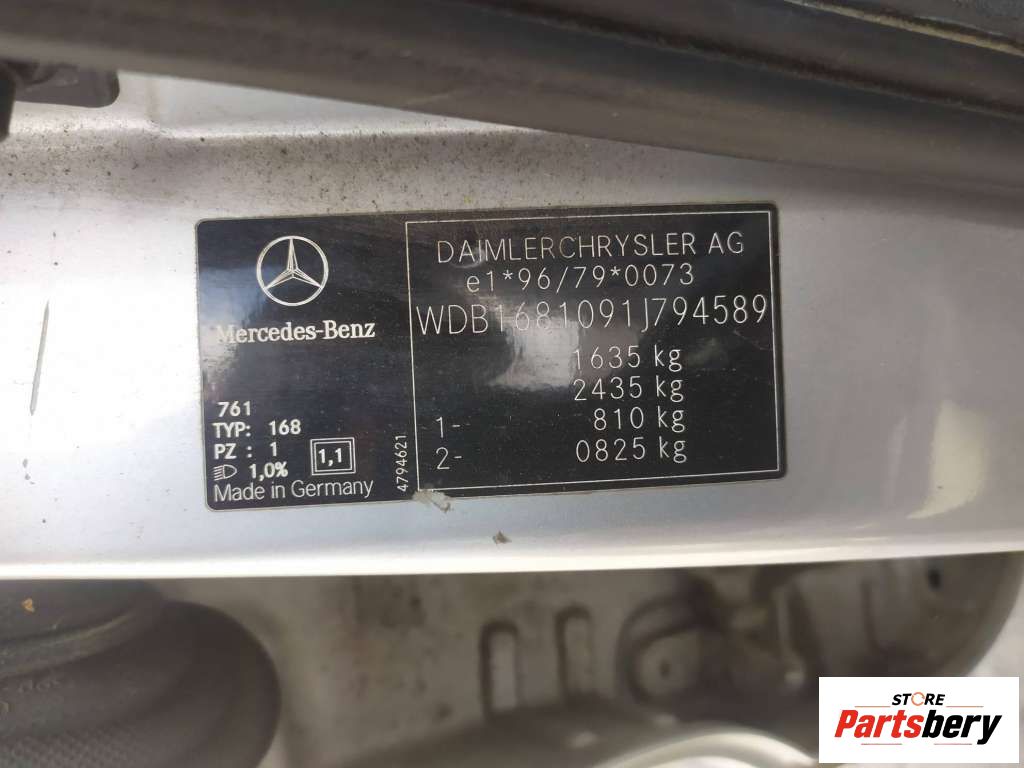 Mercedes-Benz
761
TYP: 168
PZ : 1
1,0%
1,1
Made in Germany
4794621
DAIMLERCHRYSLER AG
e1*96/79*0073
WDB1681091J794589
1635 kg
2435 kg
1- 810 kg
2- 0825 kg
STORE
Partsbery